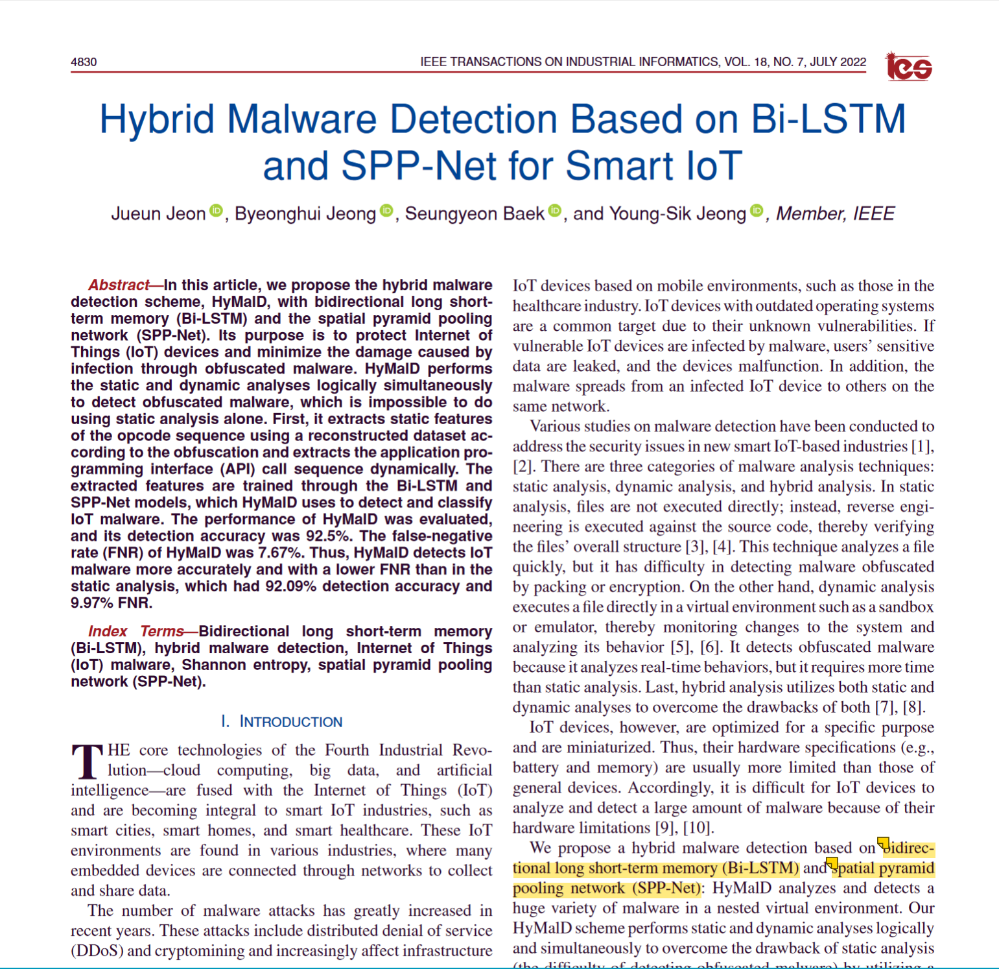 4830
IEEE TRANSACTIONS ON INDUSTRIAL INFORMATICS, VOL. 18, NO. 7, JULY 2022
ies
Hybrid Malware Detection Based on Bi-LSTM
and SPP-Net for Smart IoT
Jueun Jeon iD, Byeonghui Jeong iD, Seungyeon Baek iD, and Young-Sik Jeong iD, Member, IEEE
Abstract—In this article, we propose the hybrid malware
detection scheme, HyMalD, with bidirectional long short-
term memory (Bi-LSTM) and the spatial pyramid pooling
network (SPP-Net). Its purpose is to protect Internet of
Things (IoT) devices and minimize the damage caused by
infection through obfuscated malware. HyMalD performs
the static and dynamic analyses logically simultaneously
to detect obfuscated malware, which is impossible to do
using static analysis alone. First, it extracts static features
of the opcode sequence using a reconstructed dataset ac-
cording to the obfuscation and extracts the application pro-
gramming interface (API) call sequence dynamically. The
extracted features are trained through the Bi-LSTM and
SPP-Net models, which HyMalD uses to detect and classify
IoT malware. The performance of HyMalD was evaluated,
and its detection accuracy was 92.5%. The false-negative
rate (FNR) of HyMalD was 7.67%. Thus, HyMalD detects IoT
malware more accurately and with a lower FNR than in the
static analysis, which had 92.09% detection accuracy and
9.97% FNR.
Index Terms—Bidirectional long short-term memory
(Bi-LSTM), hybrid malware detection, Internet of Things
(IoT) malware, Shannon entropy, spatial pyramid pooling
network (SPP-Net).
I. INTRODUCTION
THE core technologies of the Fourth Industrial Revo-
lution—cloud computing, big data, and artificial
intelligence—are fused with the Internet of Things (IoT)
and are becoming integral to smart IoT industries, such as
smart cities, smart homes, and smart healthcare. These IoT
environments are found in various industries, where many
embedded devices are connected through networks to collect
and share data.
The number of malware attacks has greatly increased in
recent years. These attacks include distributed denial of service
(DDoS) and cryptomining and increasingly affect infrastructure
IoT devices based on mobile environments, such as those in the
healthcare industry. IoT devices with outdated operating systems
are a common target due to their unknown vulnerabilities. If
vulnerable IoT devices are infected by malware, users' sensitive
data are leaked, and the devices malfunction. In addition, the
malware spreads from an infected IoT device to others on the
same network.
Various studies on malware detection have been conducted to
address the security issues in new smart IoT-based industries [1],
[2]. There are three categories of malware analysis techniques:
static analysis, dynamic analysis, and hybrid analysis. In static
analysis, files are not executed directly; instead, reverse engi-
neering is executed against the source code, thereby verifying
the files' overall structure [3], [4]. This technique analyzes a file
quickly, but it has difficulty in detecting malware obfuscated
by packing or encryption. On the other hand, dynamic analysis
executes a file directly in a virtual environment such as a sandbox
or emulator, thereby monitoring changes to the system and
analyzing its behavior [5], [6]. It detects obfuscated malware
because it analyzes real-time behaviors, but it requires more time
than static analysis. Last, hybrid analysis utilizes both static and
dynamic analyses to overcome the drawbacks of both [7], [8].
IoT devices, however, are optimized for a specific purpose
and are miniaturized. Thus, their hardware specifications (e.g.,
battery and memory) are usually more limited than those of
general devices. Accordingly, it is difficult for IoT devices to
analyze and detect a large amount of malware because of their
hardware limitations [9], [10].
We propose a hybrid malware detection based on bidirec-
tional long short-term memory (Bi-LSTM) and spatial pyramid
pooling network (SPP-Net): HyMalD analyzes and detects a
huge variety of malware in a nested virtual environment. Our
HyMalD scheme performs static and dynamic analyses logically
and simultaneously to overcome the drawback of static analysis
(the difficulty of detecting obfuscated malware) by utilizing a